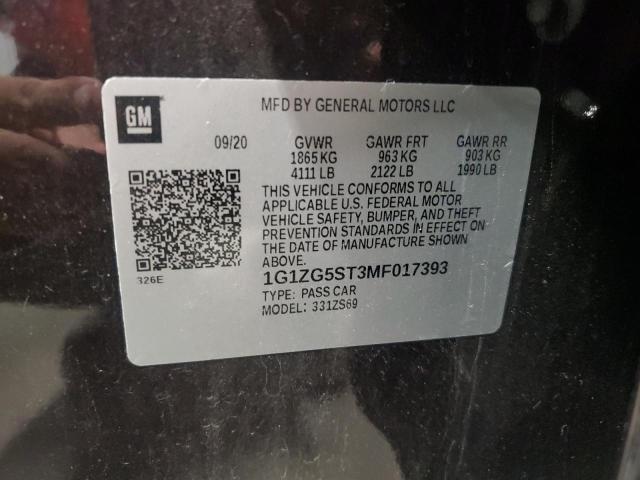 GM
MFD BY GENERAL MOTORS LLC
09/20 GVWR GAWR FRT GAWR RR
1865 KG 963 KG 903 KG
4111 LB 2122 LB 1990 LB
THIS VEHICLE CONFORMS TO ALL
APPLICABLE U.S. FEDERAL MOTOR
VEHICLE SAFETY, BUMPER, AND THEFT
PREVENTION STANDARDS IN EFFECT ON
THE DATE OF MANUFACTURE SHOWN
ABOVE.
326E
1G1ZG5ST3MF017393
TYPE: PASS CAR
MODEL: 331ZS69